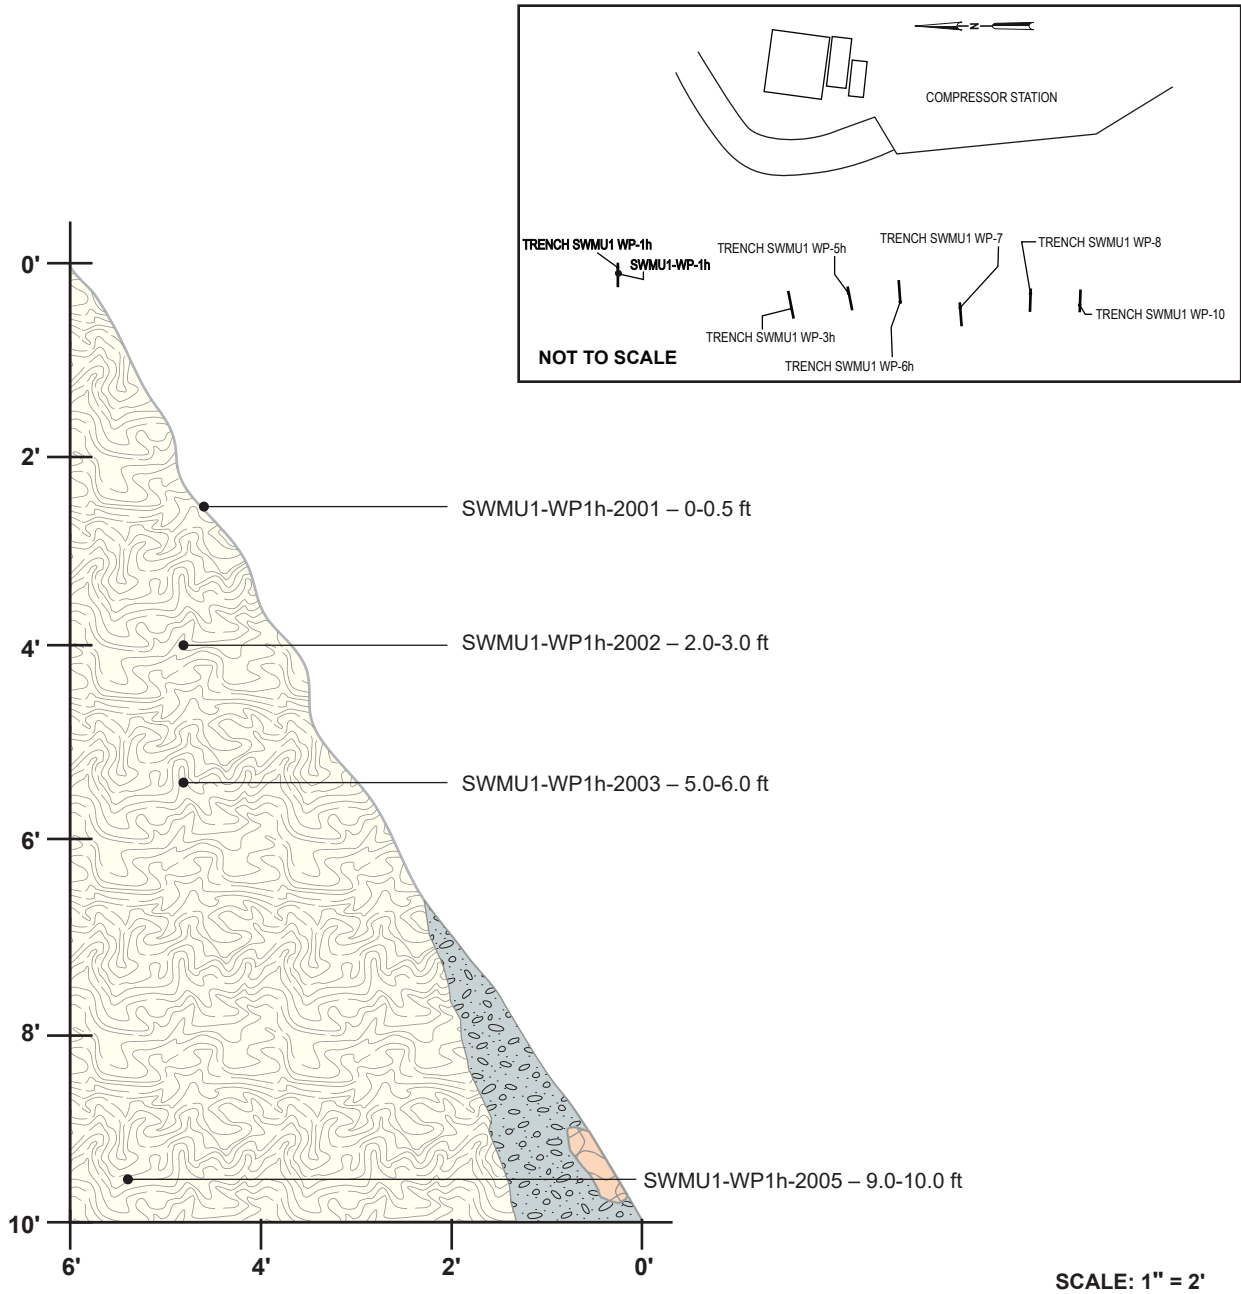 N
COMPRESSOR STATION
TRENCH SWMU1 WP-1h
SWMU1-WP-1h
TRENCH SWMU1 WP-5h
TRENCH SWMU1 WP-7
TRENCH SWMU1 WP-8
TRENCH SWMU1 WP-3h
TRENCH SWMU1 WP-10
TRENCH SWMU1 WP-6h
NOT TO SCALE
0'
2'
SWMU1-WP1h-2001 – 0-0.5 ft
4'
SWMU1-WP1h-2002 – 2.0-3.0 ft
SWMU1-WP1h-2003 – 5.0-6.0 ft
6'
8'
SWMU1-WP1h-2005 – 9.0-10.0 ft
10'
6' 4' 2' 0'
SCALE: 1" = 2'